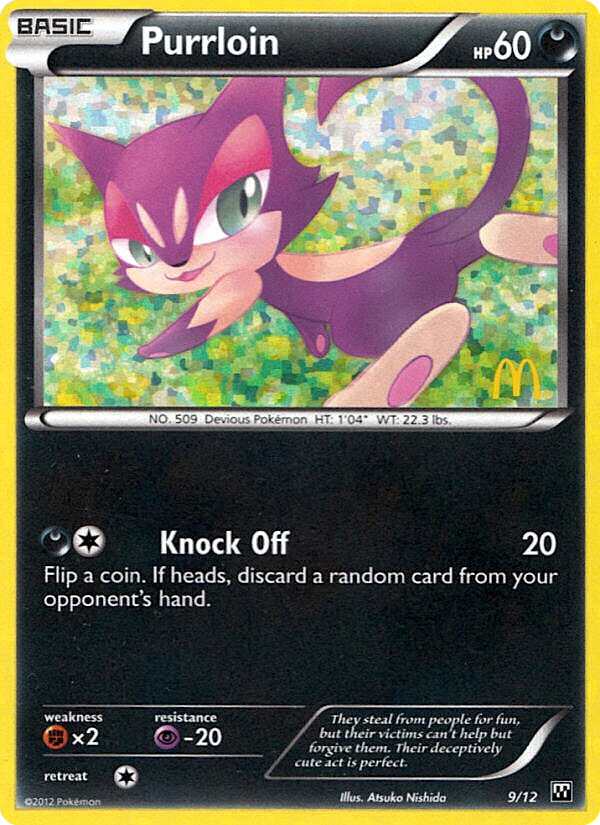 BASIC
Purrloin
HP60
NO. 509 Devious Pokémon HT: 1'04" WT: 22.3 lbs.
Knock Off 20
Flip a coin. If heads, discard a random card from your
opponent's hand.
weakness
×2
resistance
-20
retreat
They steal from people for fun,
but their victims can't help but
forgive them. Their deceptively
cute act is perfect.
©2012 Pokémon
Illus. Atsuko Nishida
9/12